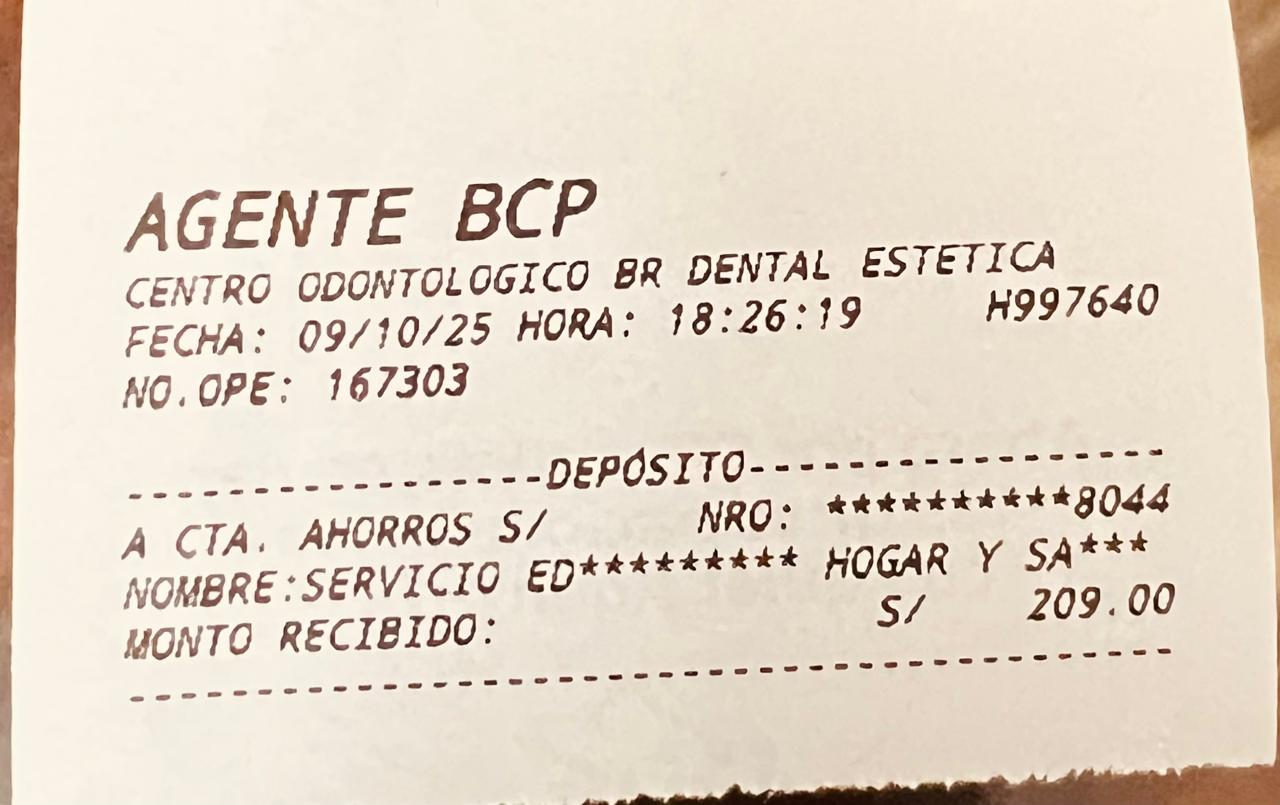 AGENTE BCP
CENTRO ODONTOLOGICO BR DENTAL ESTETICA
FECHA: 09/10/25 HORA: 18:26:19 H997640
NO.OPE: 167303
-----------------DEPÓSITO-----------------
A CTA. AHORROS S/ NRO: **********8044
NOMBRE:SERVICIO ED********* HOGAR Y SA***
MONTO RECIBIDO: S/ 209.00
-----------------------------------------